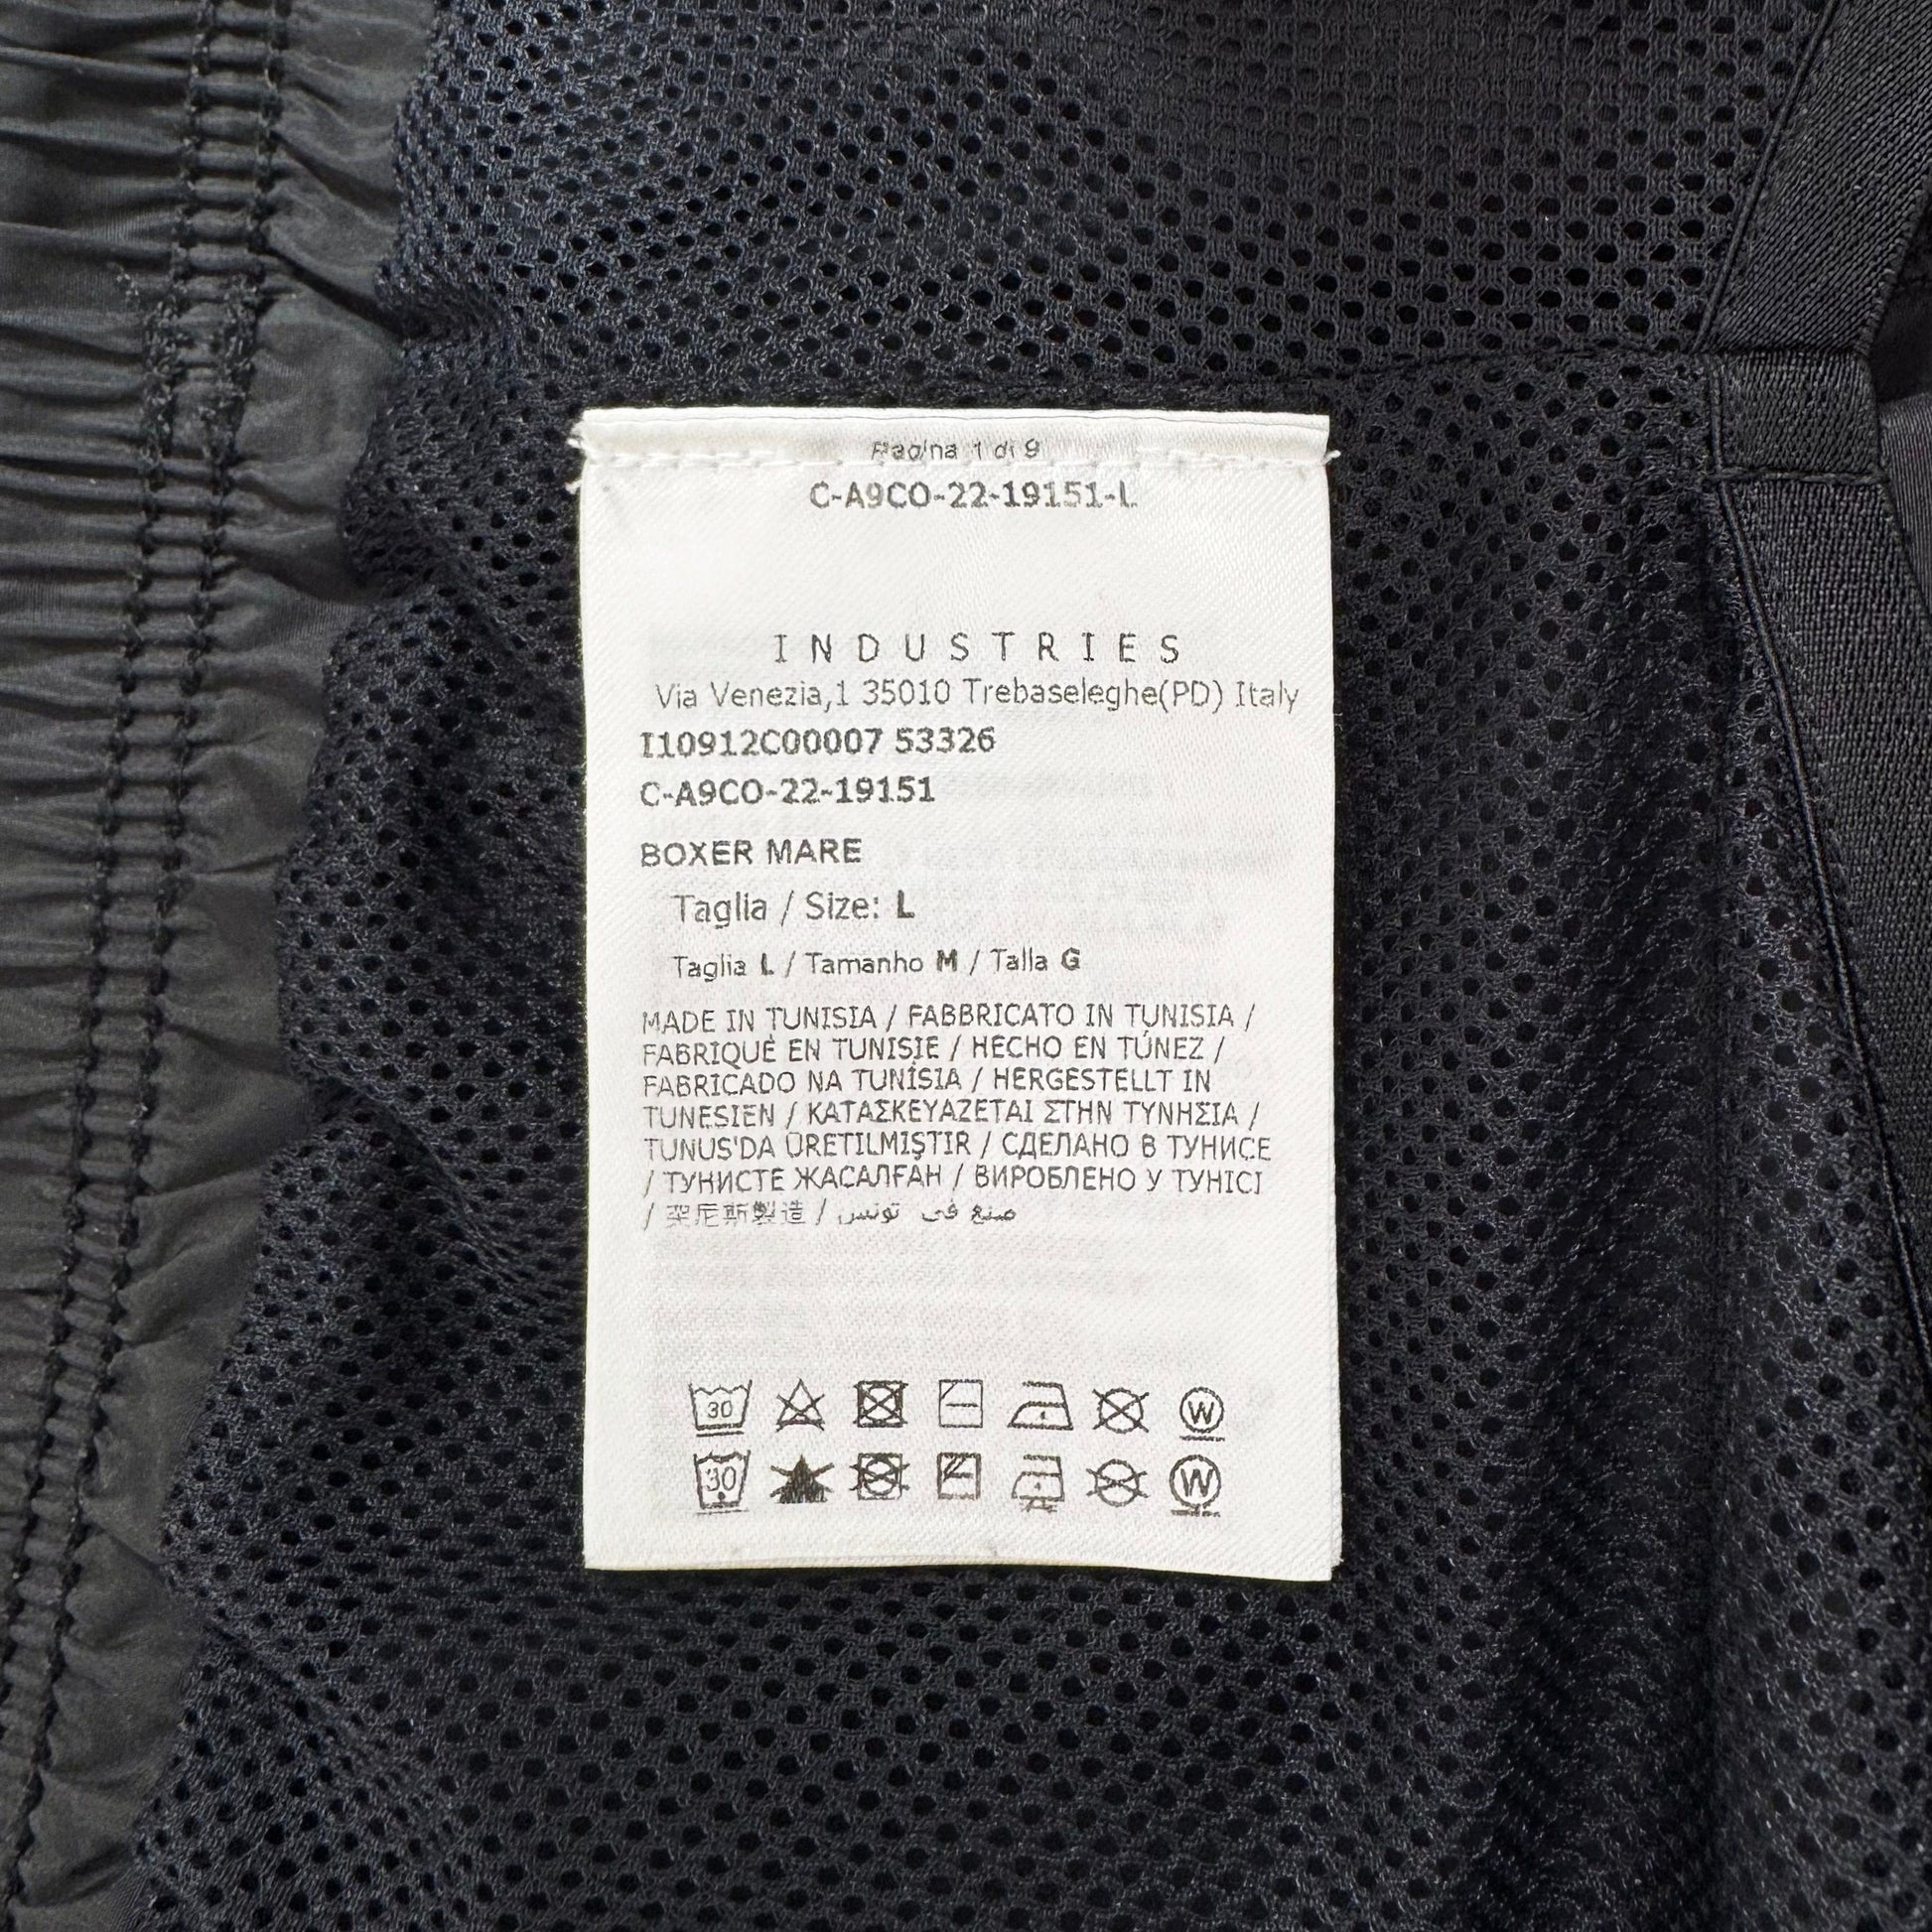 Pagina 1 di 9
C-A9CO-22-19151-L
INDUSTRIES
Via Venezia,1 35010 Trebaseleghe(PD) Italy
I10912C00007 53326
C-A9CO-22-19151
BOXER MARE
Taglia / Size: L
Taglia L / Tamanho M / Talla G
MADE IN TUNISIA / FABBRICATO IN TUNISIA /
FABRIQUÈ EN TUNISIE / HECHO EN TÚNEZ /
FABRICADO NA TUNÍSIA / HERGESTELLT IN
TUNESIEN / ΚΑΤΑΣΚΕΥΑΖΕΤΑΙ ΣΤΗΝ ΤΥΝΗΣΙΑ /
TUNUS'DA ÜRETILMIŞTIR / СДЕЛАНО В ТУНИСЕ
/ ТУНИСТЕ ЖАСАЛҒАН / ВИРОБЛЕНО У ТУНІСІ
/ 突尼斯製造 / صنع في تونس
30 W
30 W